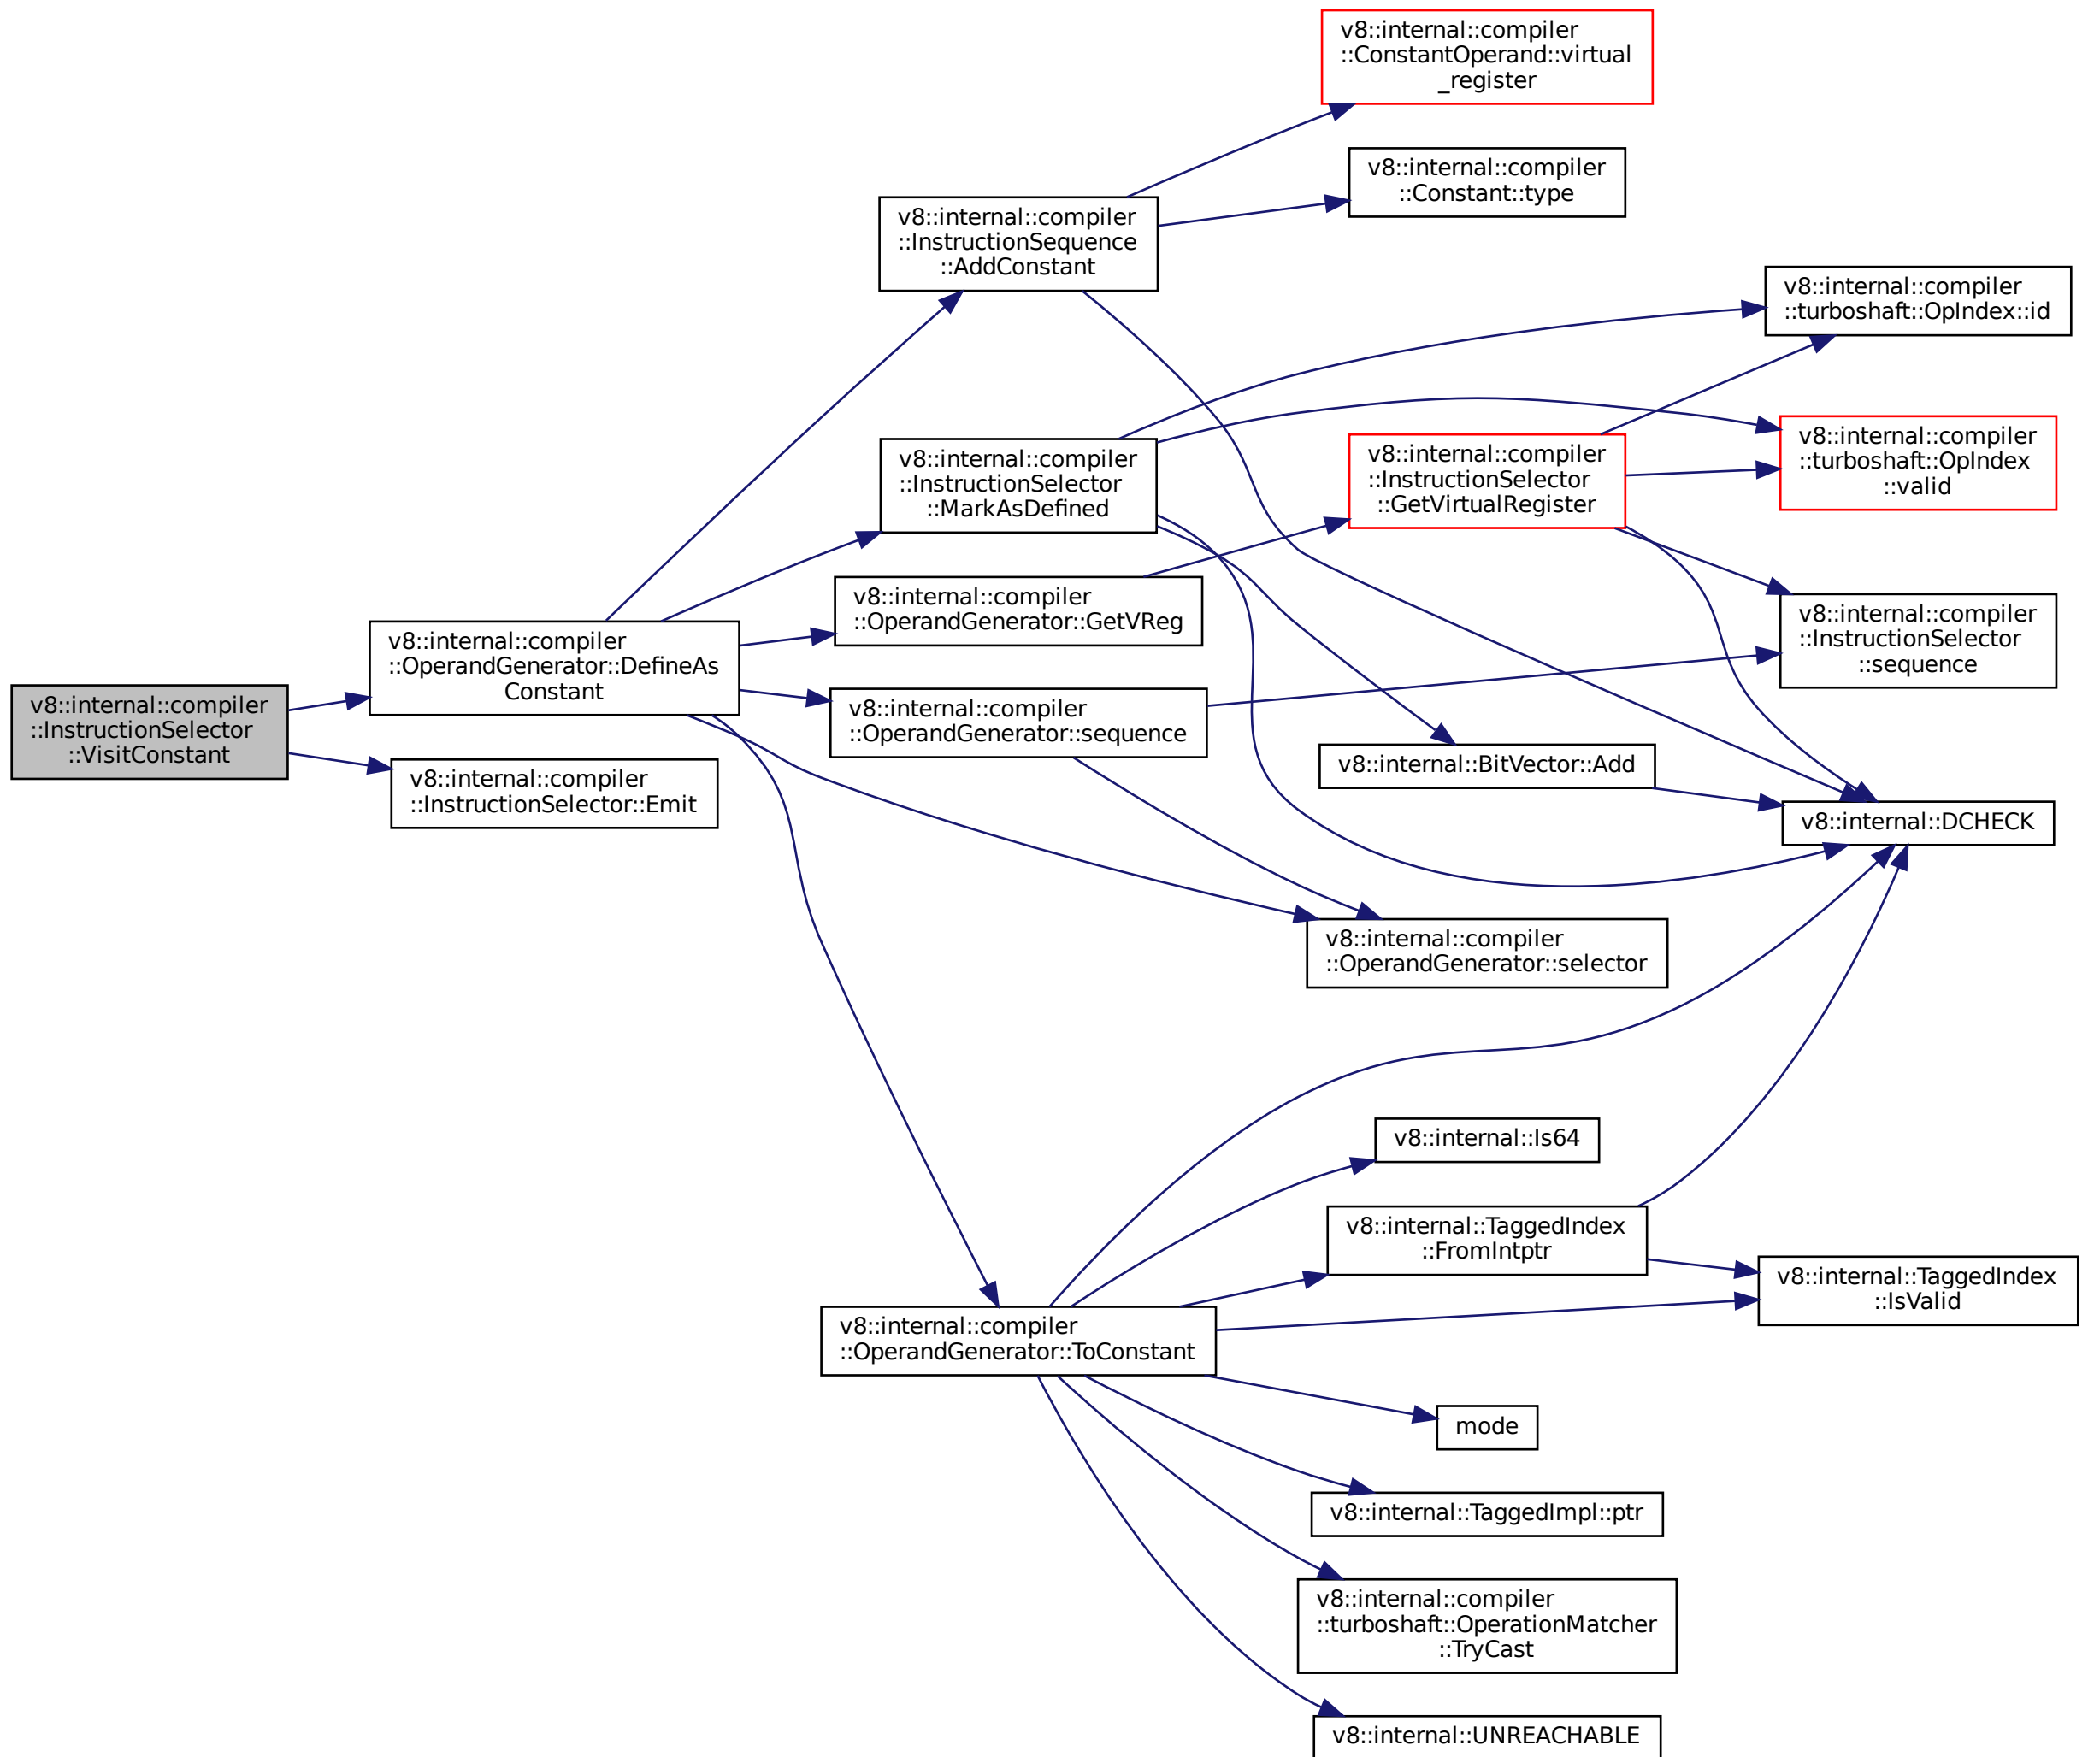 v8::internal::compiler
::ConstantOperand::virtual
_register
v8::internal::compiler
::Constant::type
v8::internal::compiler
::InstructionSequence
::AddConstant
v8::internal::compiler
::turboshaft::OpIndex::id
v8::internal::compiler
::turboshaft::OpIndex
::valid
v8::internal::compiler
::InstructionSelector
::GetVirtualRegister
v8::internal::compiler
::InstructionSelector
::MarkAsDefined
v8::internal::compiler
::OperandGenerator::GetVReg
v8::internal::compiler
::InstructionSelector
::sequence
v8::internal::compiler
::OperandGenerator::DefineAs
Constant
v8::internal::compiler
::InstructionSelector
::VisitConstant
v8::internal::compiler
::OperandGenerator::sequence
v8::internal::BitVector::Add
v8::internal::compiler
::InstructionSelector::Emit
v8::internal::DCHECK
v8::internal::compiler
::OperandGenerator::selector
v8::internal::Is64
v8::internal::TaggedIndex
::FromIntptr
v8::internal::TaggedIndex
::IsValid
v8::internal::compiler
::OperandGenerator::ToConstant
mode
v8::internal::TaggedImpl::ptr
v8::internal::compiler
::turboshaft::OperationMatcher
::TryCast
v8::internal::UNREACHABLE